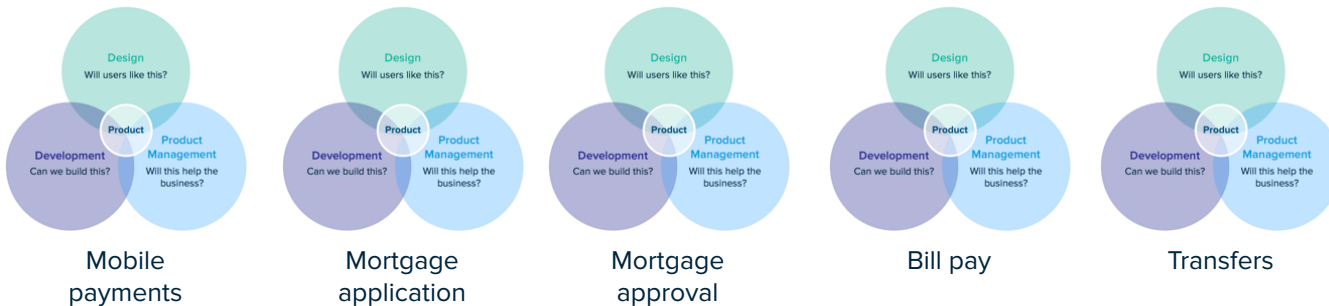 Design
Will users like this?
Product
Development
Can we build this?
Product
Management
Will this help the
business?
Mobile
payments
Design
Will users like this?
Product
Development
Can we build this?
Product
Management
Will this help the
business?
Mortgage
application
Design
Will users like this?
Product
Development
Can we build this?
Product
Management
Will this help the
business?
Mortgage
approval
Design
Will users like this?
Product
Development
Can we build this?
Product
Management
Will this help the
business?
Bill pay
Design
Will users like this?
Product
Development
Can we build this?
Product
Management
Will this help the
business?
Transfers